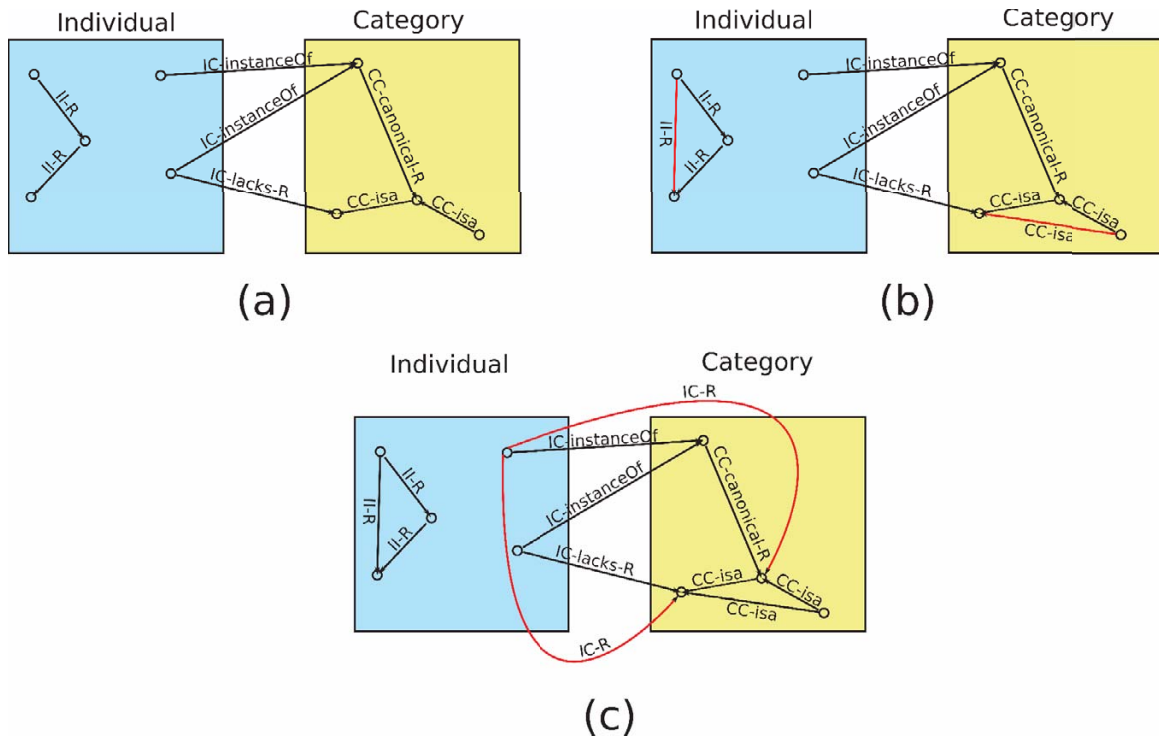 Individual
Category
IC-instanceOf
II-R
IC-instanceOf
CC-canonical-R
II-R
IC-lacks-R
CC-isa
CC-isa
(a)
Individual
Category
IC-instanceOf
II-R
II-R
IC-instanceOf
CC-canonical-R
II-R
IC-lacks-R
CC-isa
CC-isa
CC-isa
(b)
Individual
Category
IC-R
IC-instanceOf
II-R
II-R
IC-instanceOf
CC-canonical-R
II-R
IC-lacks-R
CC-isa
CC-isa
CC-isa
IC-R
(c)